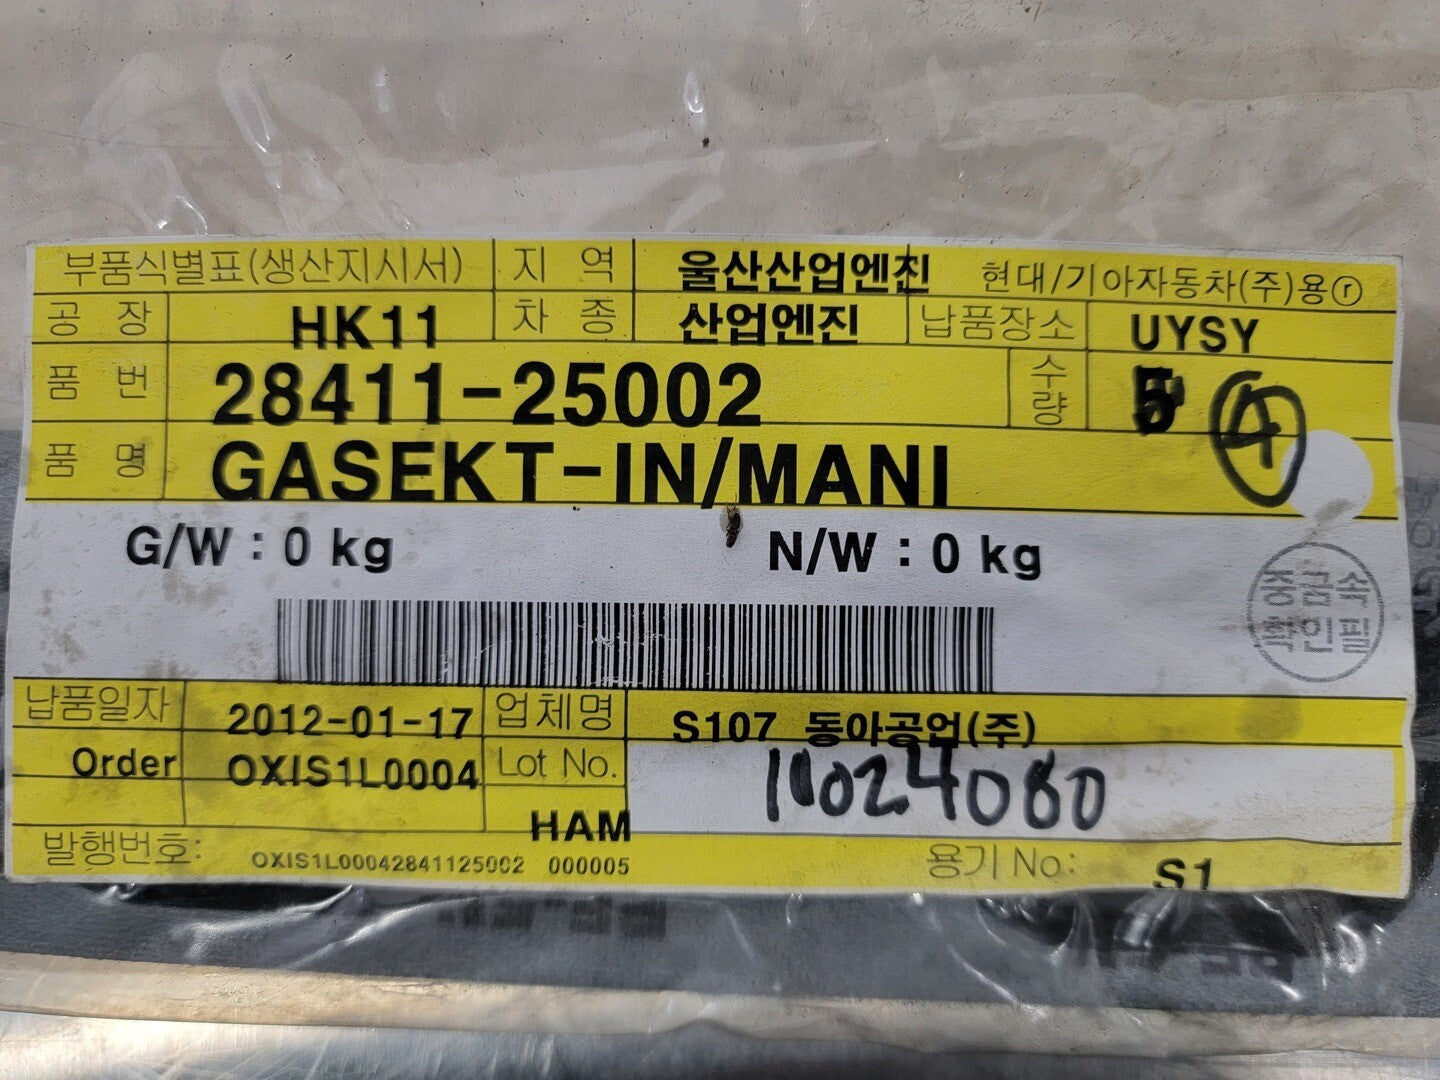 부품식별표(생산지시서) 지 역 울산산업엔진 현대/기아자동차(주)용ⓡ
공 장 HK11 차 종 산업엔진 납품장소 UYSY
품 번 28411-25002 수량 5 4
품 명 GASEKT-IN/MANI
G/W : 0 kg N/W : 0 kg
중금속
확인필
납품일자 2012-01-17 업체명 S107 동아공업(주)
Order OXIS1L0004 Lot No. 11024080
HAM
발행번호: OXIS1L00042841125002 000005 용기 No: S1